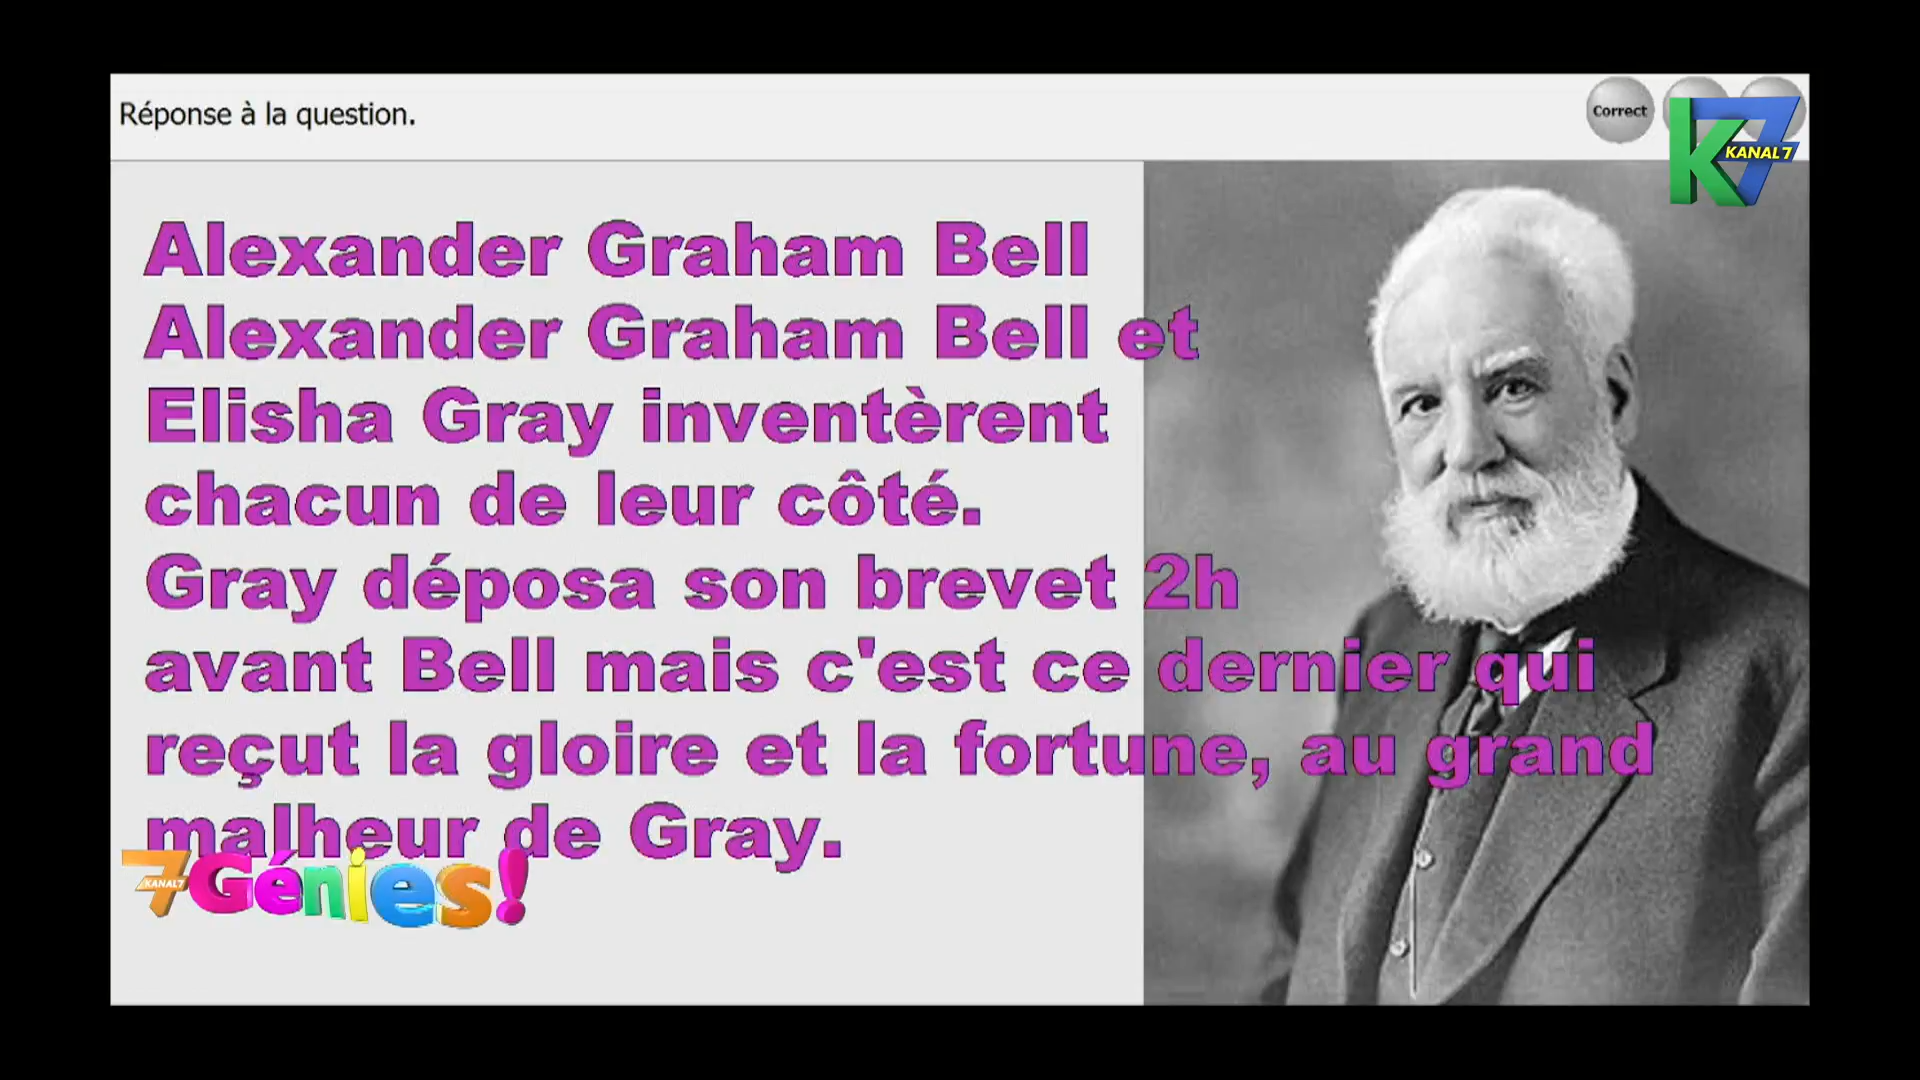 Réponse à la question.
Correct
KANAL7
Alexander Graham Bell
Alexander Graham Bell et
Elisha Gray inventèrent
chacun de leur côté.
Gray déposa son brevet 2h
avant Bell mais c'est ce dernier qui
reçut la gloire et la fortune, au grand
malheur de Gray.
7 KANAL7 Génies!